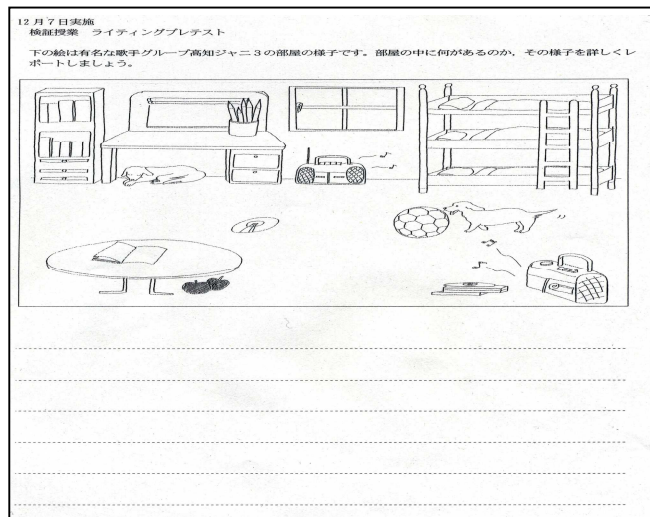 12月7日実施
検証授業 ライティングプレテスト
下の絵は有名な歌手グループ高知ジャニ3の部屋の様子です。部屋の中に何があるのか，その様子を詳しくレ
ポートしましょう。